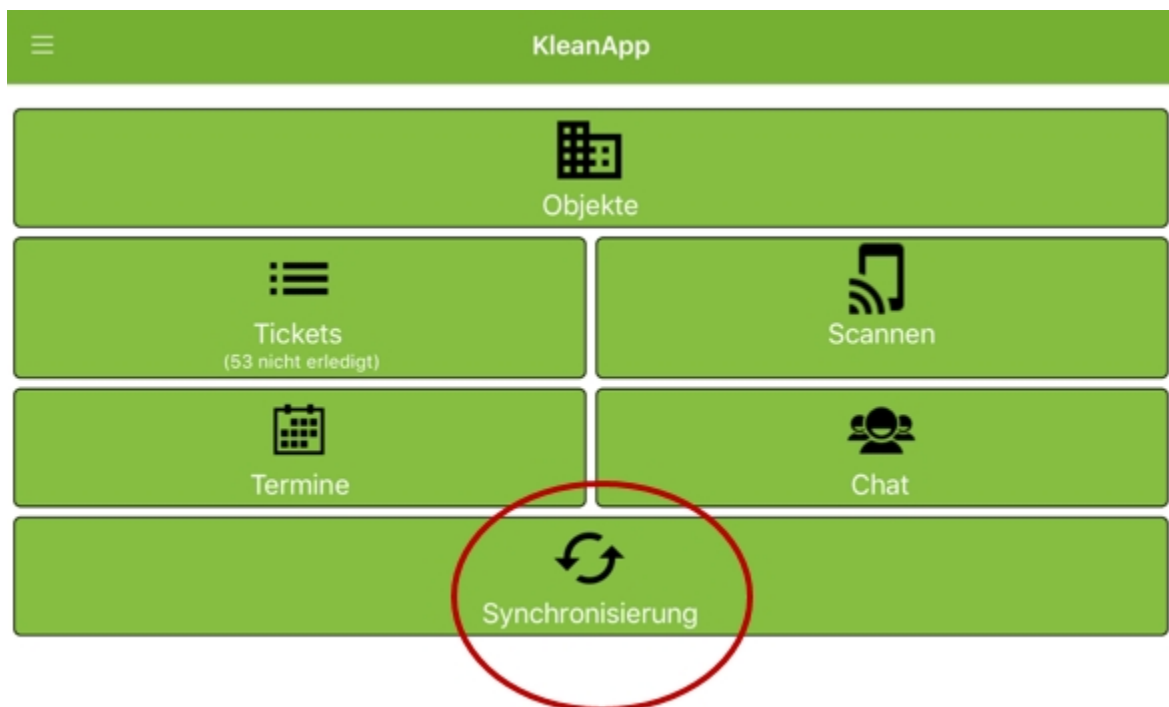 KleanApp
Objekte
Tickets
(53 nicht erledigt)
Scannen
Termine
Chat
Synchronisierung